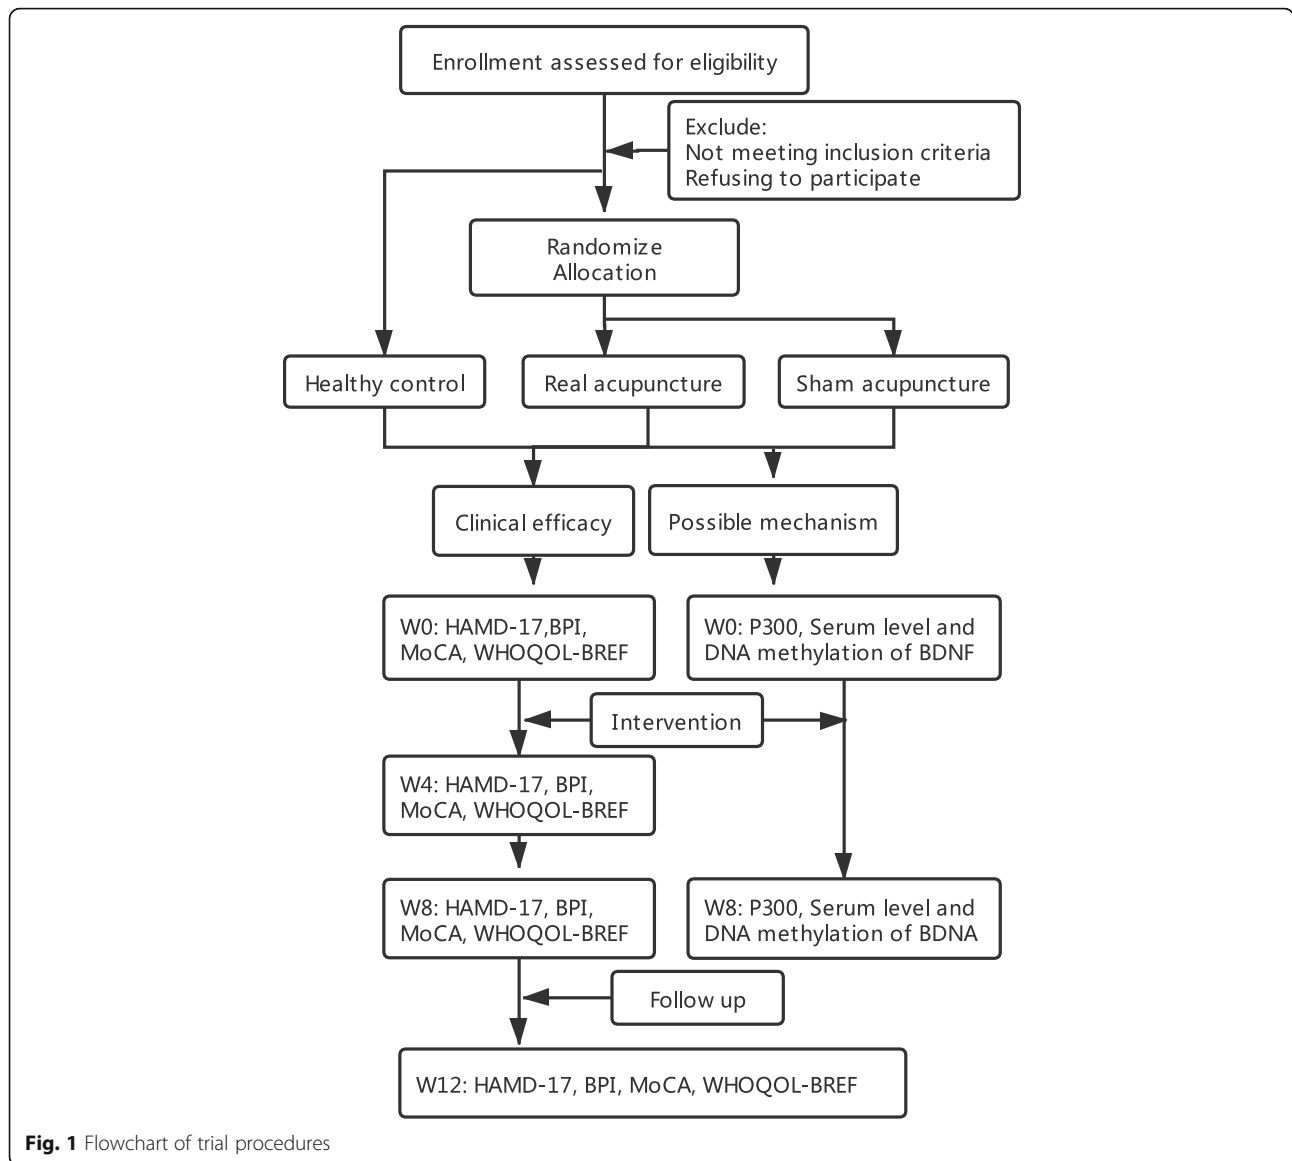 Enrollment assessed for eligibility
Exclude:
Not meeting inclusion criteria
Refusing to participate
Randomize
Allocation
Healthy control
Real acupuncture
Sham acupuncture
Clinical efficacy
Possible mechanism
W0: HAMD-17,BPI,
MoCA, WHOQOL-BREF
W0: P300, Serum level and
DNA methylation of BDNF
Intervention
W4: HAMD-17, BPI,
MoCA, WHOQOL-BREF
W8: HAMD-17, BPI,
MoCA, WHOQOL-BREF
W8: P300, Serum level and
DNA methylation of BDNA
Follow up
W12: HAMD-17, BPI, MoCA, WHOQOL-BREF
Fig. 1 Flowchart of trial procedures